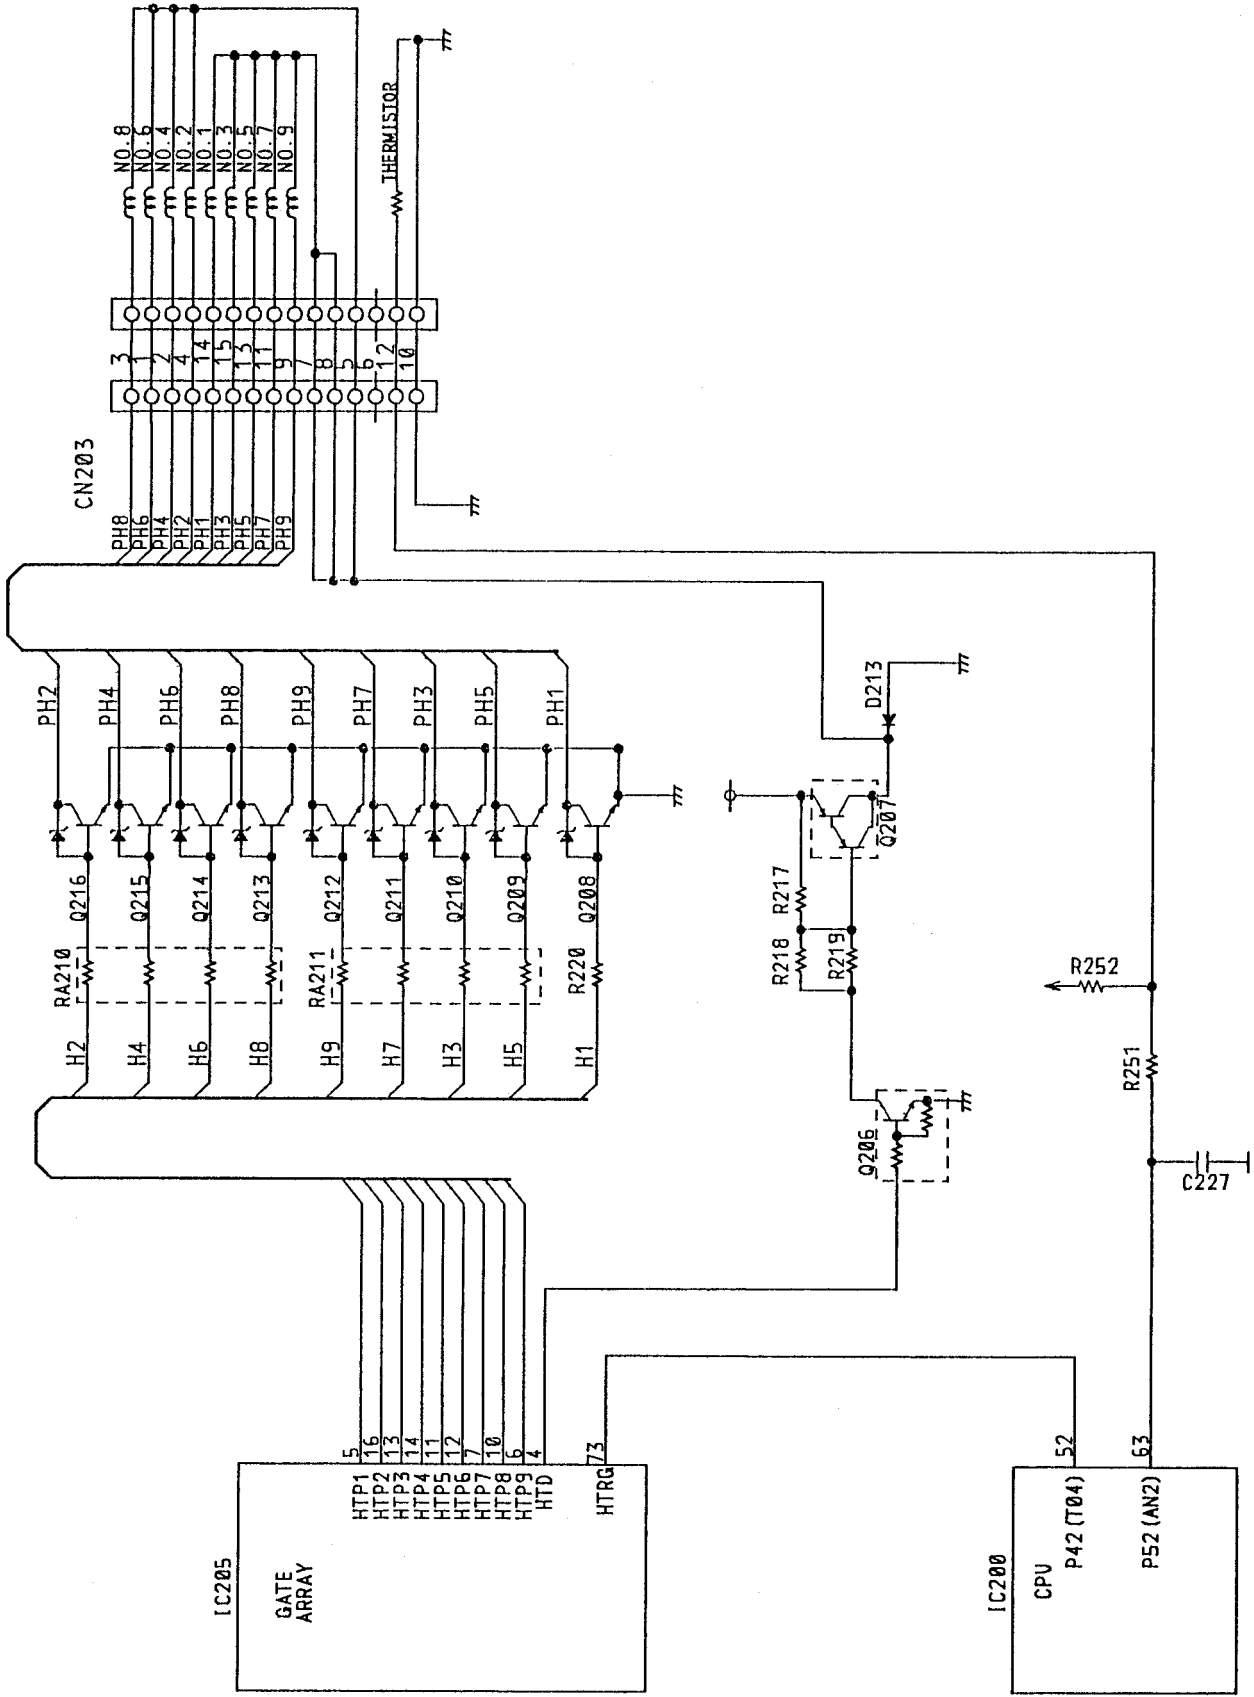 NO.8
NO.6
NO.4
NO.2
NO.1
NO.3
NO.5
NO.7
NO.9
THERMISTOR
3
1
2
4
14
15
13
11
9
7
8
5
6
12
10
CN203
PH8
PH6
PH4
PH2
PH1
PH3
PH5
PH7
PH9
PH2
PH4
PH6
PH8
PH9
PH7
PH3
PH5
PH1
D213
Q216
Q215
Q214
Q213
Q212
Q211
Q210
Q209
Q208
R217
Q207
RA210
RA211
R220
R218
R219
R252
H2
H4
H6
H8
H9
H7
H3
H5
H1
R251
Q206
C227
5
16
13
14
11
12
7
10
6
4
73
52
63
HTP1
HTP2
HTP3
HTP4
HTP5
HTP6
HTP7
HTP8
HTP9
HTD
HTRG
P42(T04)
P52(AN2)
IC205
GATE
ARRAY
IC200
CPU